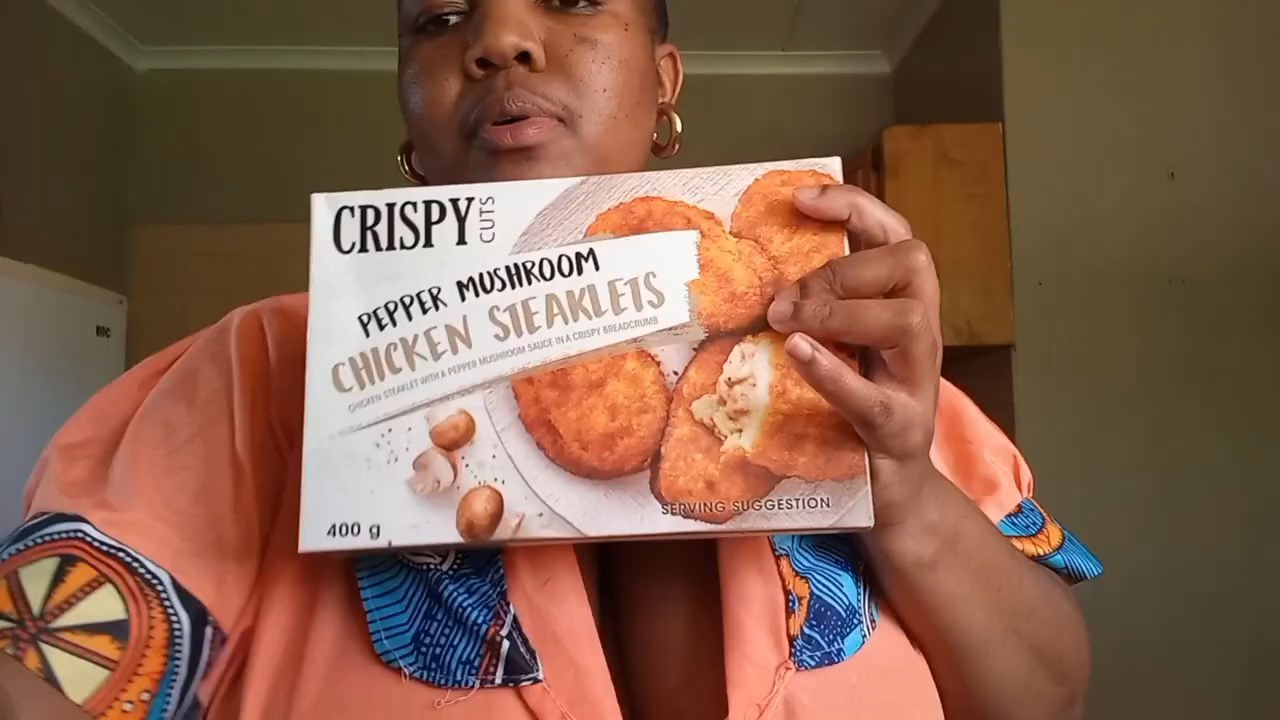 CRISPY CUTS
PEPPER MUSHROOM
CHICKEN STEAKLETS
CHICKEN STEAKLET WITH A PEPPER MUSHROOM SAUCE IN A CRISPY BREADCRUMB
SERVING SUGGESTION
400 g